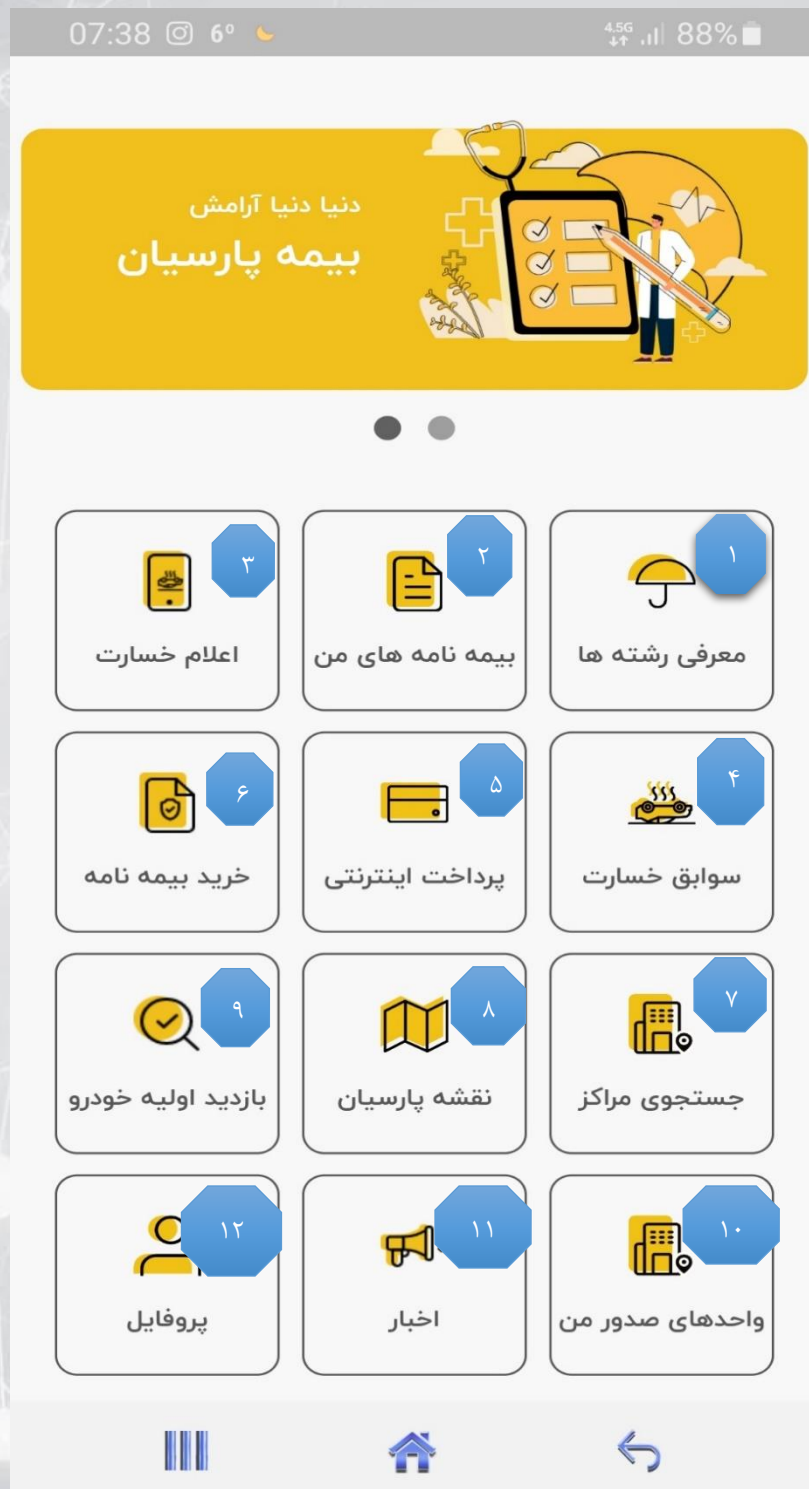 07:38 6° 4.5G 88%
دنیا دنیا آرامش
بیمه پارسیان
۱ ۲ ۳
معرفی رشته ها بیمه نامه های من اعلام خسارت
۴ ۵ ۶
سوابق خسارت پرداخت اینترنتی خرید بیمه نامه
۷ ۸ ۹
جستجوی مراکز نقشه پارسیان بازدید اولیه خودرو
۱۰ ۱۱ ۱۲
واحدهای صدور من اخبار پروفایل